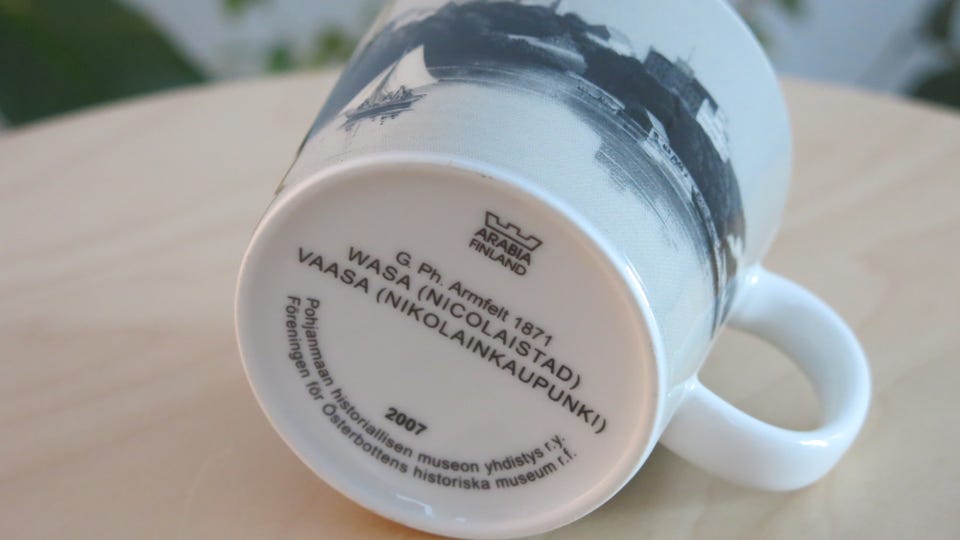 ARABIA
FINLAND
G. Ph. Armfelt 1871
WASA (NICOLAISTAD)
VAASA (NIKOLAINKAUPUNKI)
2007
Pohjanmaan historiallisen museon yhdistys r.y.
Föreningen för Österbottens historiska museum r.f.